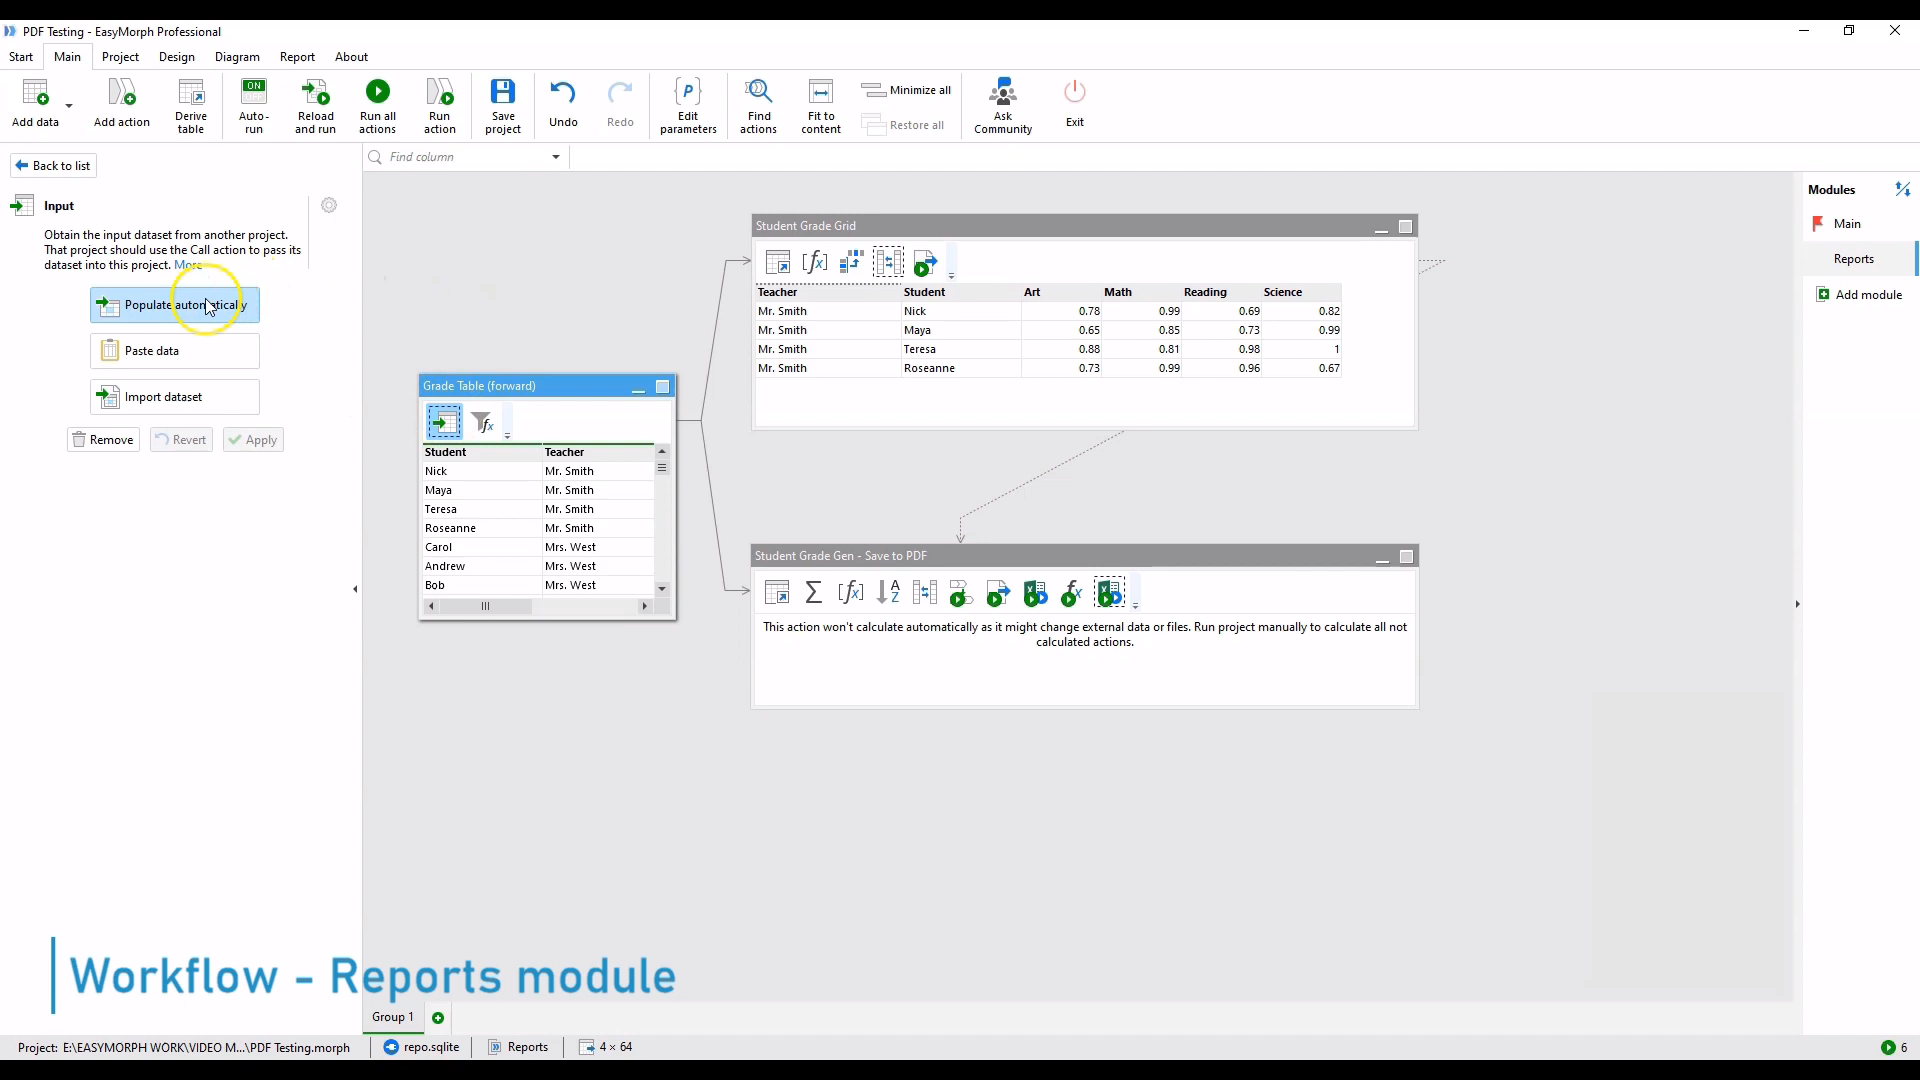 PDF Testing - EasyMorph Professional
Start Main Project Design Diagram Report About
Add data
Add action
Derive table
ON
Auto-run
Reload and run
Run all actions
Run action
Save project
Undo
Redo
Edit parameters
Find actions
Fit to content
Minimize all
Restore all
Ask Community
Exit
Back to list
Find column
Input
Obtain the input dataset from another project.
That project should use the Call action to pass its
dataset into this project. More
Populate automatically
Paste data
Import dataset
Remove Revert Apply
Grade Table (forward)
Student Teacher
Nick Mr. Smith
Maya Mr. Smith
Teresa Mr. Smith
Roseanne Mr. Smith
Carol Mrs. West
Andrew Mrs. West
Bob Mrs. West
Student Grade Grid
Teacher Student Art Math Reading Science
Mr. Smith Nick 0.78 0.99 0.69 0.82
Mr. Smith Maya 0.65 0.85 0.73 0.99
Mr. Smith Teresa 0.88 0.81 0.98 1
Mr. Smith Roseanne 0.73 0.99 0.96 0.67
Student Grade Gen - Save to PDF
This action won't calculate automatically as it might change external data or files. Run project manually to calculate all not
calculated actions.
Modules
Main
Reports
Add module
Workflow - Reports module
Group 1
Project: E:\EASYMORPH WORK\VIDEO M...\PDF Testing.morph repo.sqlite Reports 4 × 64 6